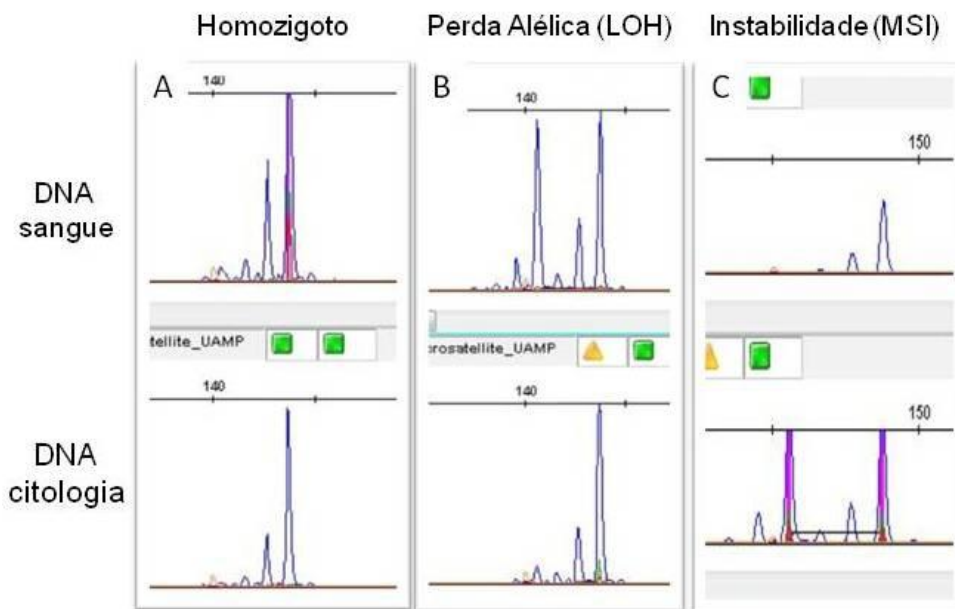 Homozigoto
Perda Alélica (LOH)
Instabilidade (MSI)
A
140
B
140
C
150
DNA
sangue
tellite_UAMP
rosatellite_UAMP
140
140
150
DNA
citologia